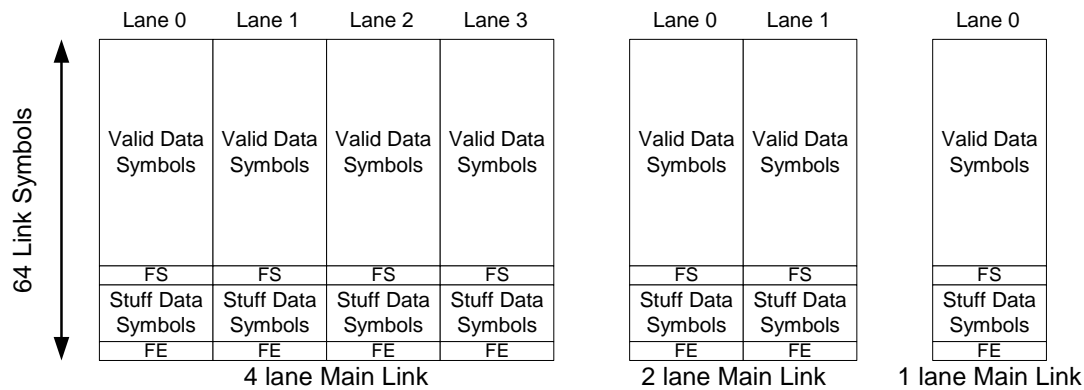 Lane 0 Lane 1 Lane 2 Lane 3 Lane 0 Lane 1 Lane 0
64 Link Symbols
Valid Data Valid Data Valid Data Valid Data Valid Data Valid Data Valid Data
Symbols Symbols Symbols Symbols Symbols Symbols Symbols
FS FS FS FS FS FS FS
Stuff Data Stuff Data Stuff Data Stuff Data Stuff Data Stuff Data Stuff Data
Symbols Symbols Symbols Symbols Symbols Symbols Symbols
FE FE FE FE FE FE FE
4 lane Main Link 2 lane Main Link 1 lane Main Link